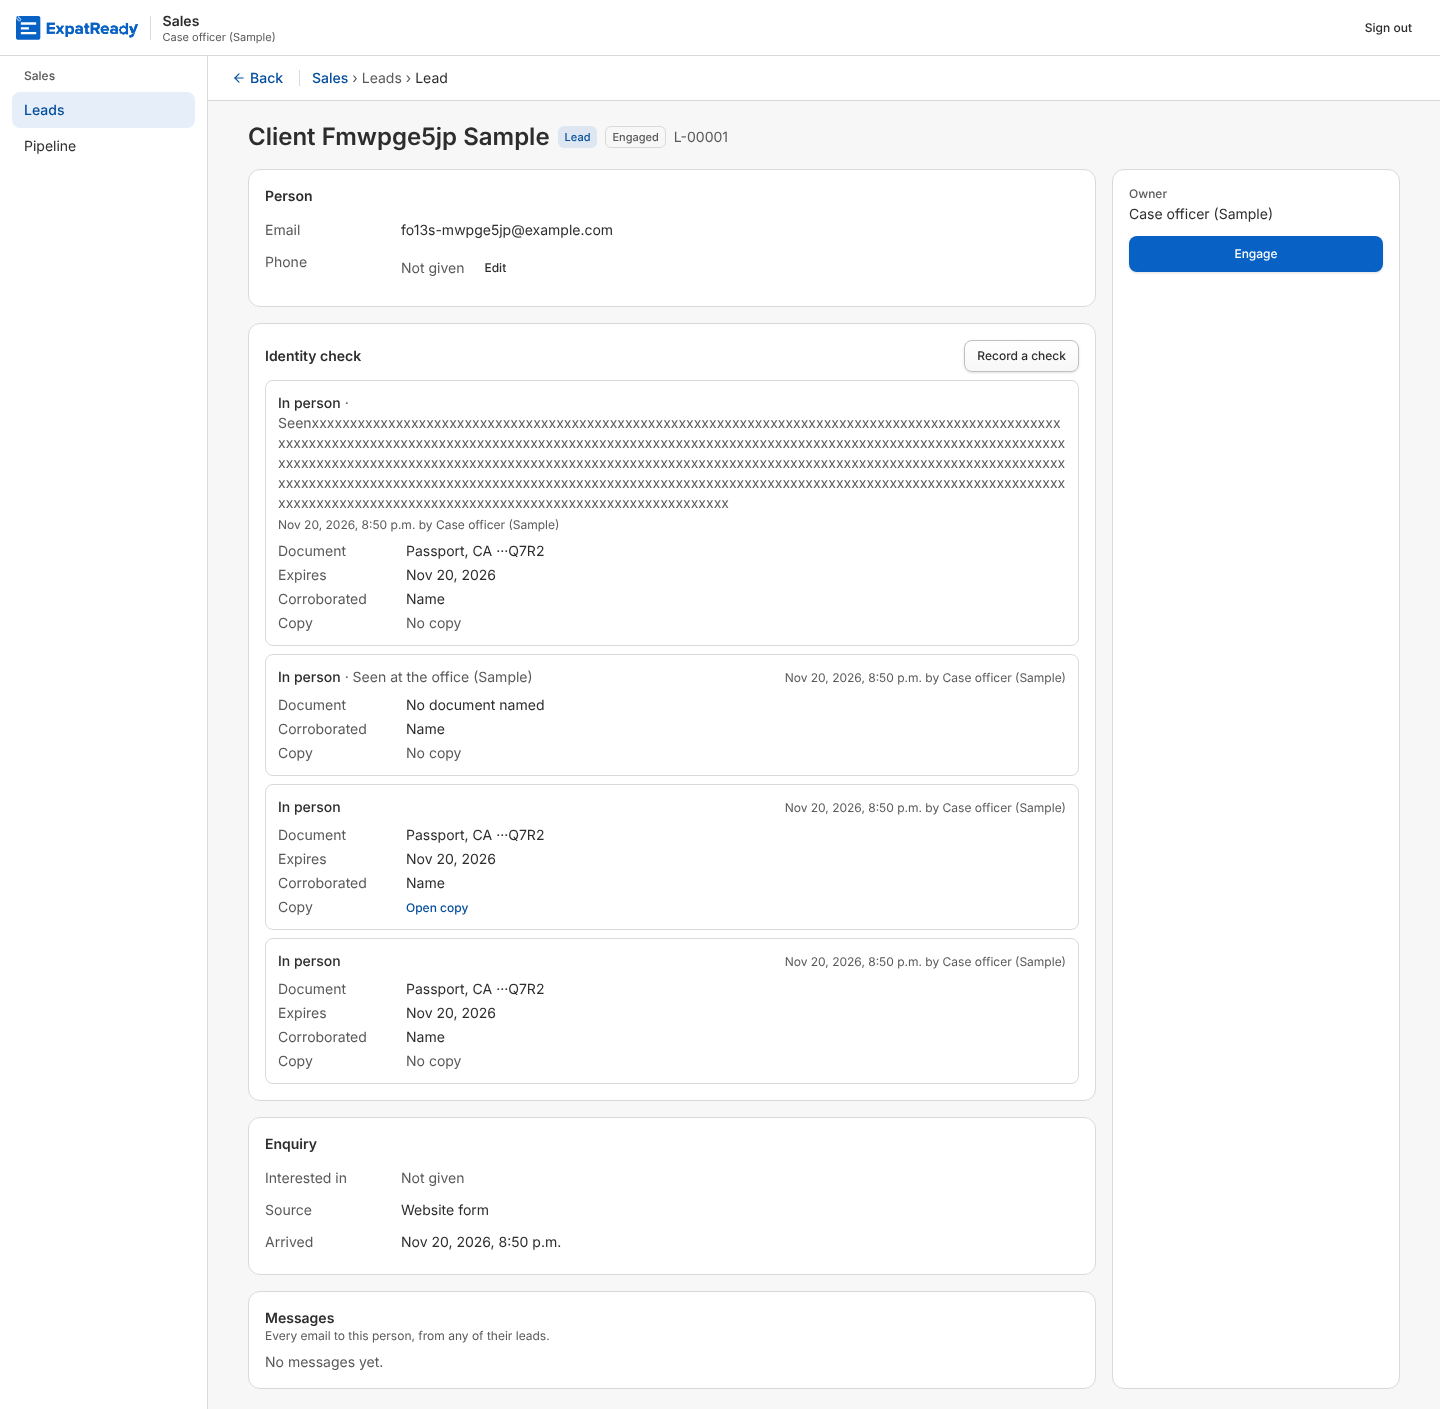 ExpatReady
Sales
Case officer (Sample)
Sign out
Sales
Leads
Pipeline
← Back
Sales › Leads › Lead
Client Fmwpge5jp Sample
Lead
Engaged
L-00001
Person
Email fo13s-mwpge5jp@example.com
Phone Not given Edit
Owner
Case officer (Sample)
Engage
Identity check
Record a check
In person ·
Nov 20, 2026, 8:50 p.m. by Case officer (Sample)
Document Passport, CA ···Q7R2
Expires Nov 20, 2026
Corroborated Name
Copy No copy
In person · Seen at the office (Sample) Nov 20, 2026, 8:50 p.m. by Case officer (Sample)
Document No document named
Corroborated Name
Copy No copy
In person Nov 20, 2026, 8:50 p.m. by Case officer (Sample)
Document Passport, CA ···Q7R2
Expires Nov 20, 2026
Corroborated Name
Copy Open copy
In person Nov 20, 2026, 8:50 p.m. by Case officer (Sample)
Document Passport, CA ···Q7R2
Expires Nov 20, 2026
Corroborated Name
Copy No copy
Enquiry
Interested in Not given
Source Website form
Arrived Nov 20, 2026, 8:50 p.m.
Messages
Every email to this person, from any of their leads.
No messages yet.